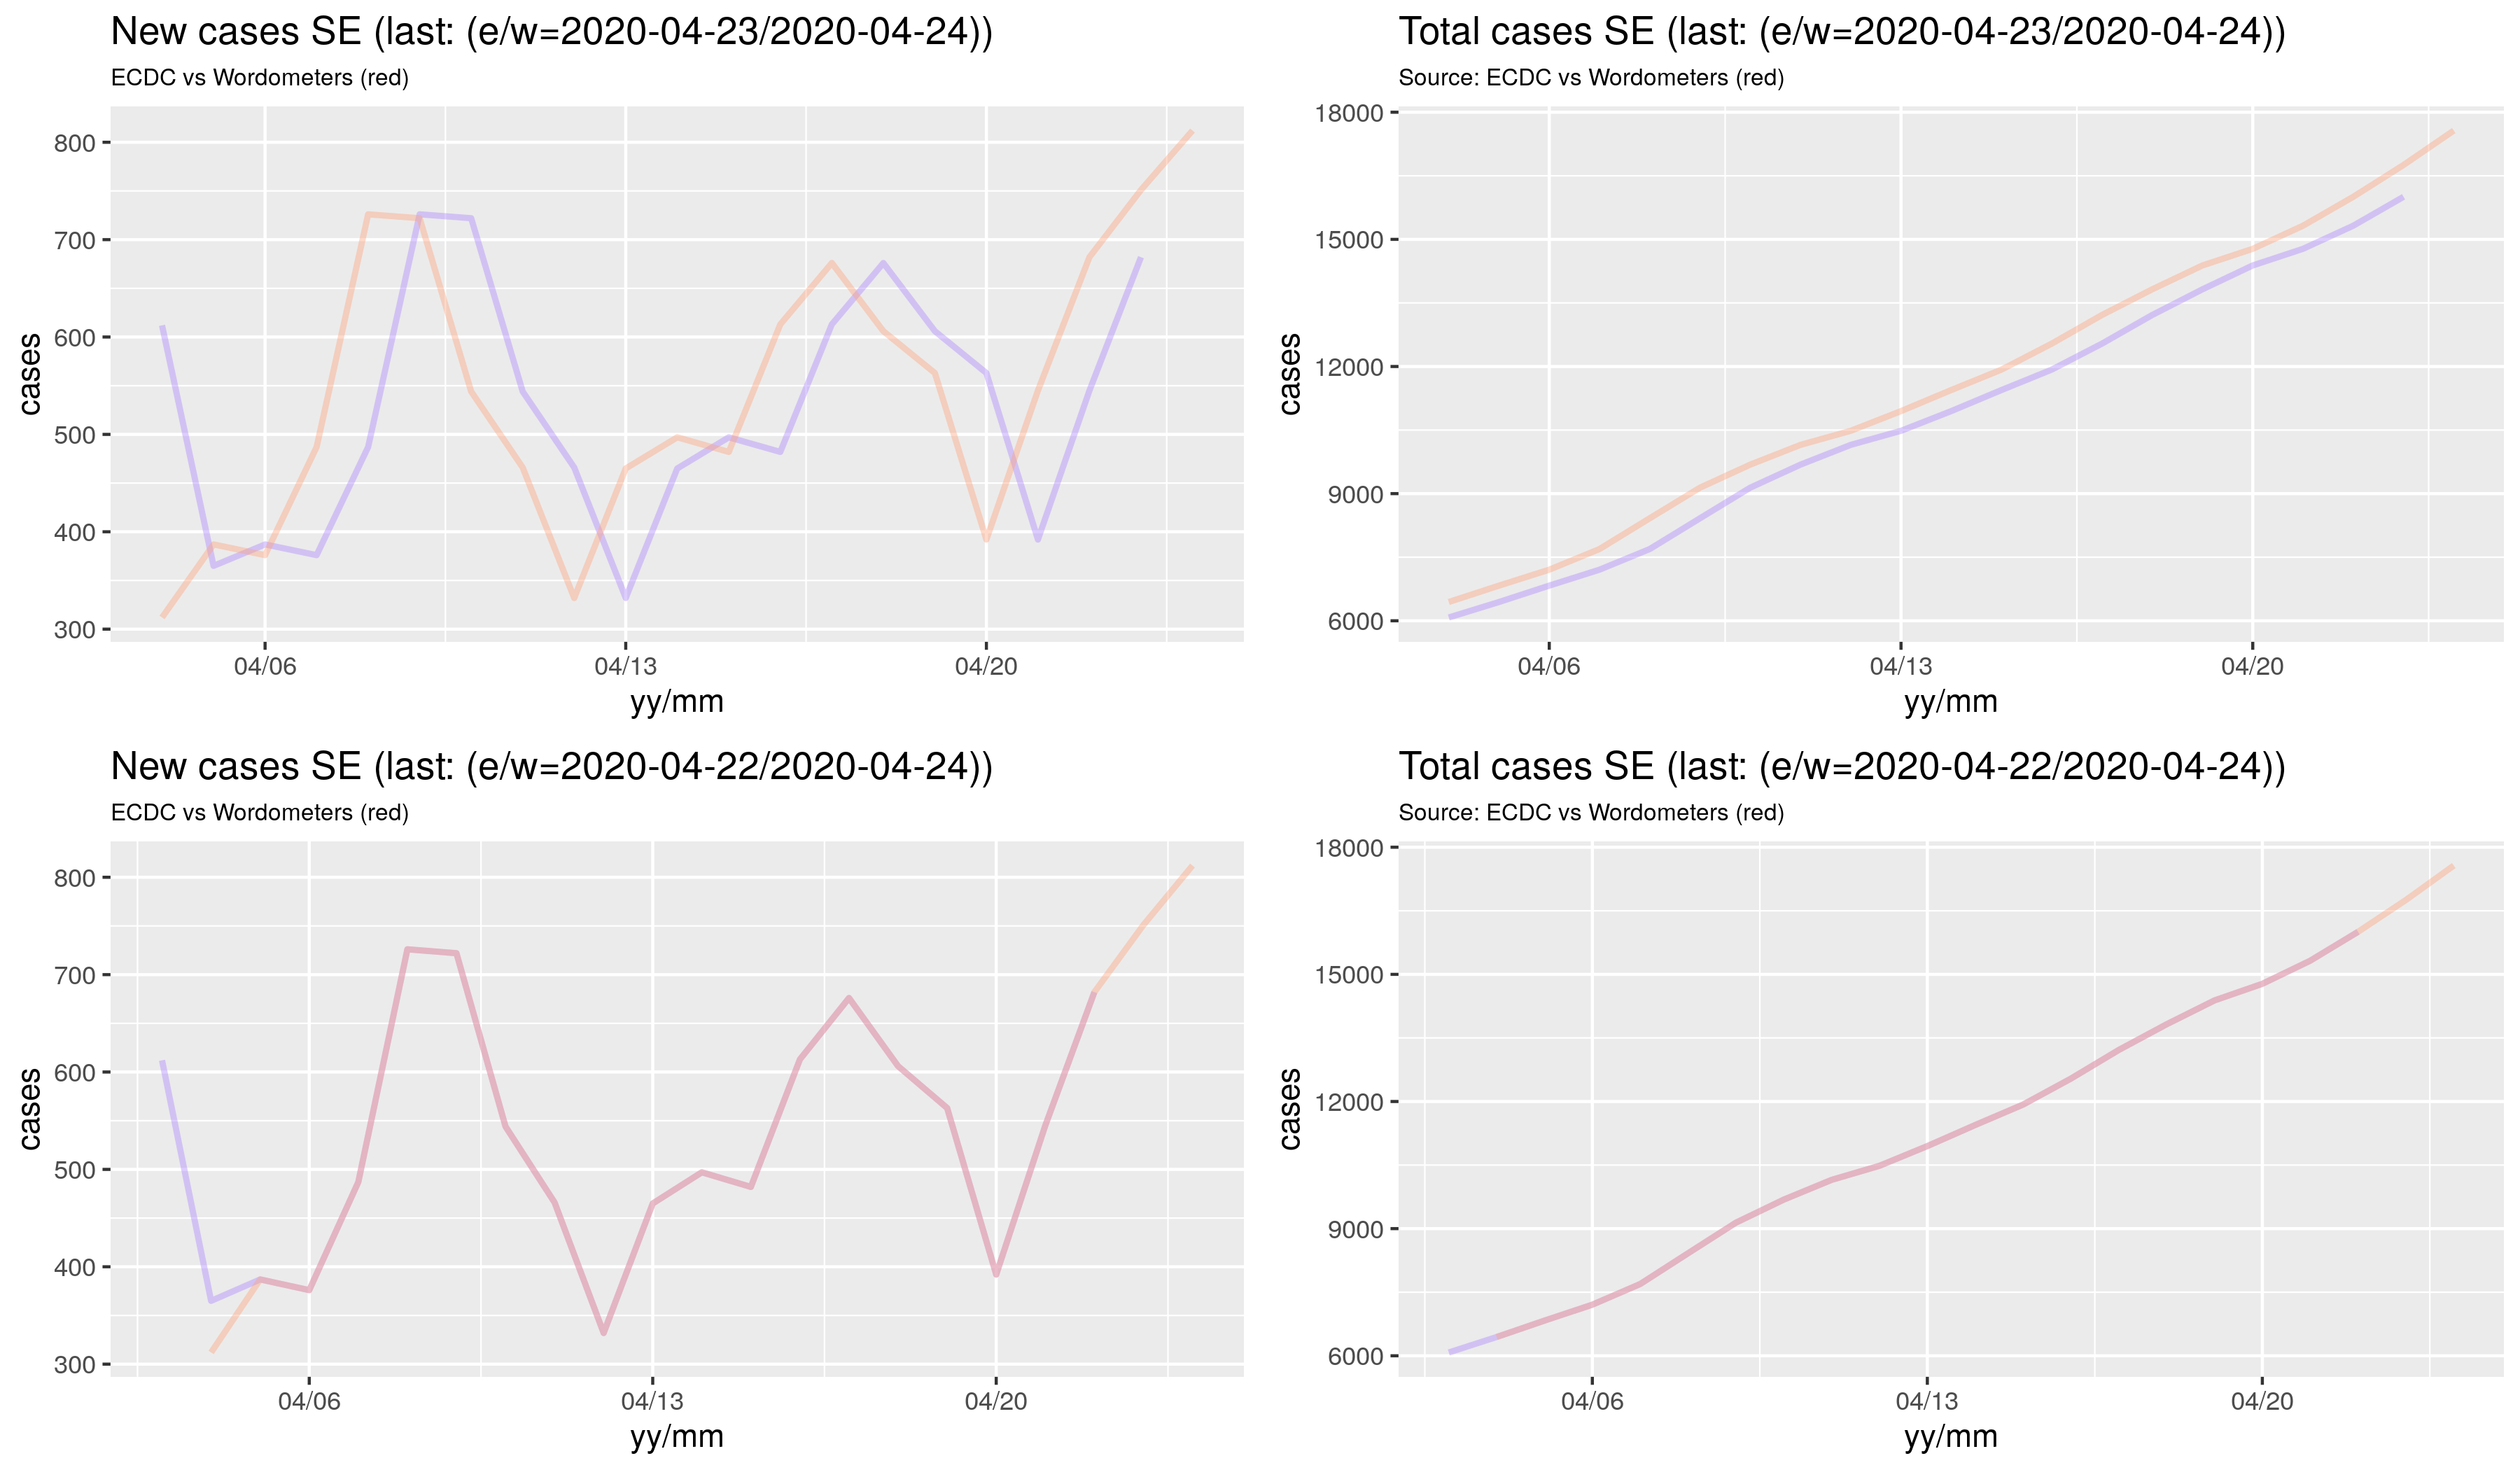 New cases SE (last: (e/w=2020-04-23/2020-04-24))
ECDC vs Wordometers (red)
800
700
600
500
400
300
cases
04/06 04/13 04/20
yy/mm
Total cases SE (last: (e/w=2020-04-23/2020-04-24))
Source: ECDC vs Wordometers (red)
18000
15000
12000
9000
6000
cases
04/06 04/13 04/20
yy/mm
New cases SE (last: (e/w=2020-04-22/2020-04-24))
ECDC vs Wordometers (red)
800
700
600
500
400
300
cases
04/06 04/13 04/20
yy/mm
Total cases SE (last: (e/w=2020-04-22/2020-04-24))
Source: ECDC vs Wordometers (red)
18000
15000
12000
9000
6000
cases
04/06 04/13 04/20
yy/mm